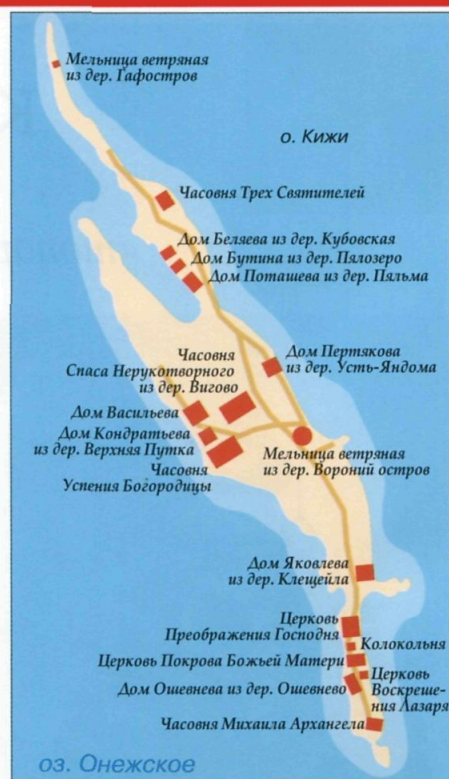 Мельница ветряная
из дер. Гафостров
о. Кижи
Часовня Трех Святителей
Дом Беляева из дер. Кубовская
Дом Бутина из дер. Пялозеро
Дом Поташева из дер. Пяльма
Часовня
Спаса Нерукотворного
из дер. Вигово
Дом Пертякова
из дер. Усть-Яндома
Дом Васильева
Дом Кондратьева
из дер. Верхняя Путка
Часовня
Успения Богородицы
Мельница ветряная
из дер. Вороний остров
Дом Яковлева
из дер. Клещейла
Церковь
Преображения Господня
Колокольня
Церковь Покрова Божьей Матери
Церковь
Воскреше-
ния Лазаря
Дом Ошевнева из дер. Ошевнево
Часовня Михаила Архангела
оз. Онежское